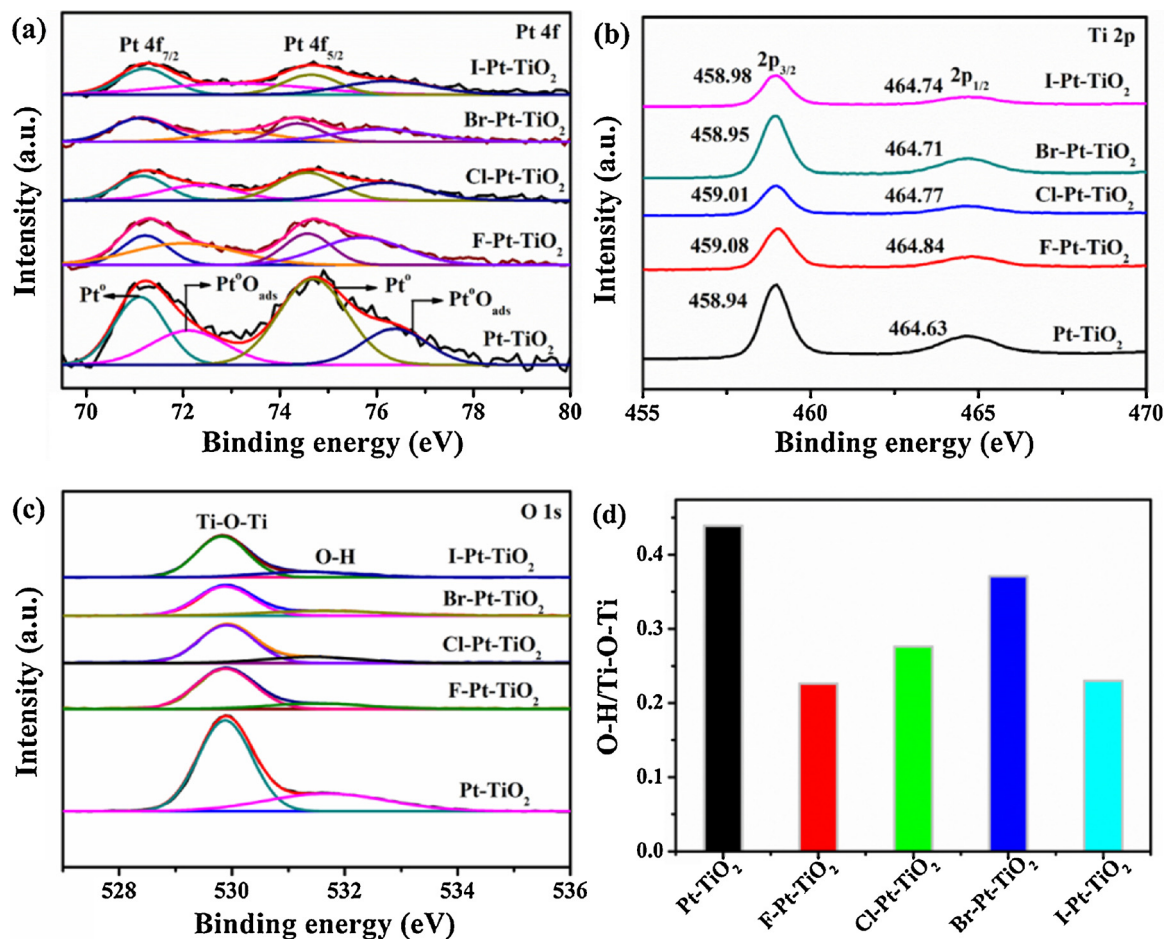 (a)
Pt 4f
Pt 4f7/2
Pt 4f5/2
I-Pt-TiO2
Br-Pt-TiO2
Cl-Pt-TiO2
F-Pt-TiO2
Pt°
Pt°Oads
Pt°
Pt°Oads
Pt-TiO2
Intensity (a.u.)
70 72 74 76 78 80
Binding energy (eV)
(b)
Ti 2p
2p3/2
2p1/2
458.98 464.74 I-Pt-TiO2
458.95 464.71 Br-Pt-TiO2
459.01 464.77 Cl-Pt-TiO2
459.08 464.84 F-Pt-TiO2
458.94 464.63 Pt-TiO2
Intensity (a.u.)
455 460 465 470
Binding energy (eV)
(c)
O 1s
Ti-O-Ti
O-H
I-Pt-TiO2
Br-Pt-TiO2
Cl-Pt-TiO2
F-Pt-TiO2
Pt-TiO2
Intensity (a.u.)
528 530 532 534 536
Binding energy (eV)
(d)
O-H/Ti-O-Ti
0.4
0.3
0.2
0.1
0.0
Pt-TiO2
F-Pt-TiO2
Cl-Pt-TiO2
Br-Pt-TiO2
I-Pt-TiO2